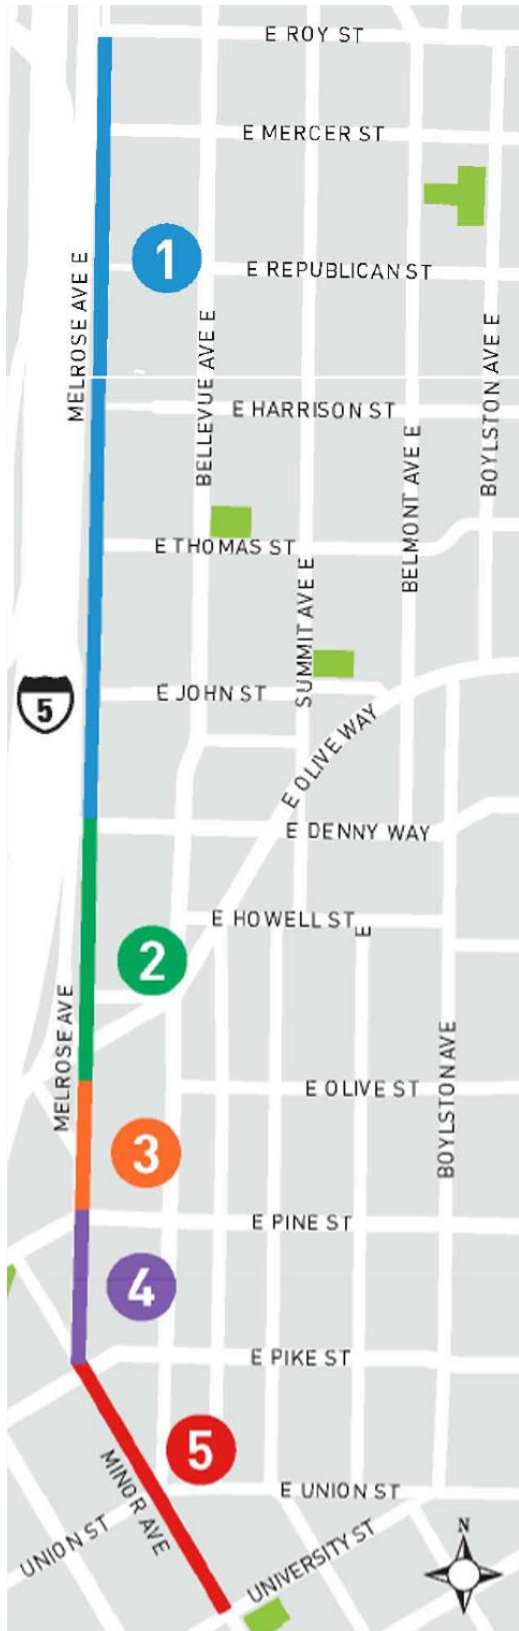 E ROY ST
E MERCER ST
1
E REPUBLICAN ST
MELROSE AVE E
BELLEVUE AVE E
BOYLSTON AVE E
E HARRISON ST
BELMONT AVE E
E THOMAS ST
SUMMIT AVE E
5
E JOHN ST
E OLIVE WAY
E DENNY WAY
E HOWELL ST
E
2
MELROSE AVE
BOYLSTON AVE
E OLIVE ST
3
E PINE ST
4
E PIKE ST
5
MINOR AVE
E UNION ST
UNION ST
UNIVERSITY ST
N